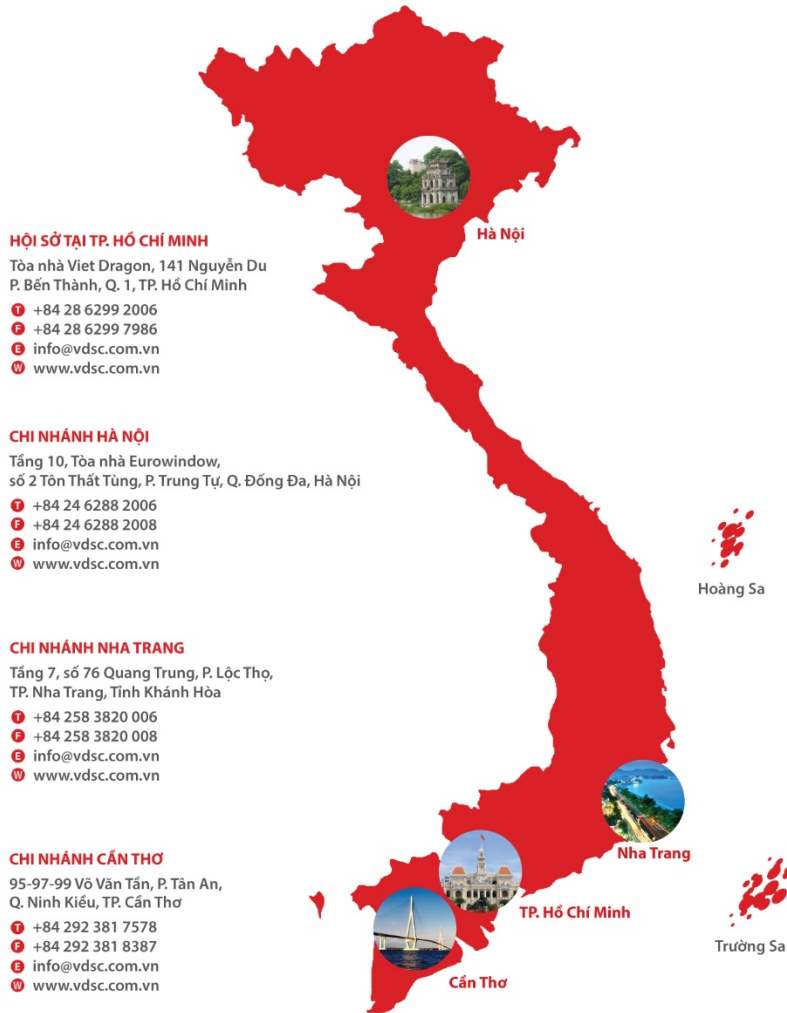 HỘI SỞ TẠI TP. HỒ CHÍ MINH
Tòa nhà Viet Dragon, 141 Nguyễn Du
P. Bến Thành, Q. 1, TP. Hồ Chí Minh
T +84 28 6299 2006
F +84 28 6299 7986
E info@vdsc.com.vn
W www.vdsc.com.vn
CHI NHÁNH HÀ NỘI
Tầng 10, Tòa nhà Eurowindow,
số 2 Tôn Thất Tùng, P. Trung Tự, Q. Đống Đa, Hà Nội
T +84 24 6288 2006
F +84 24 6288 2008
E info@vdsc.com.vn
W www.vdsc.com.vn
CHI NHÁNH NHA TRANG
Tầng 7, số 76 Quang Trung, P. Lộc Thọ,
TP. Nha Trang, Tỉnh Khánh Hòa
T +84 258 3820 006
F +84 258 3820 008
E info@vdsc.com.vn
W www.vdsc.com.vn
CHI NHÁNH CẦN THƠ
95-97-99 Võ Văn Tần, P. Tân An,
Q. Ninh Kiều, TP. Cần Thơ
T +84 292 381 7578
F +84 292 381 8387
E info@vdsc.com.vn
W www.vdsc.com.vn
Hà Nội
Hoàng Sa
Nha Trang
TP. Hồ Chí Minh
Trường Sa
Cần Thơ